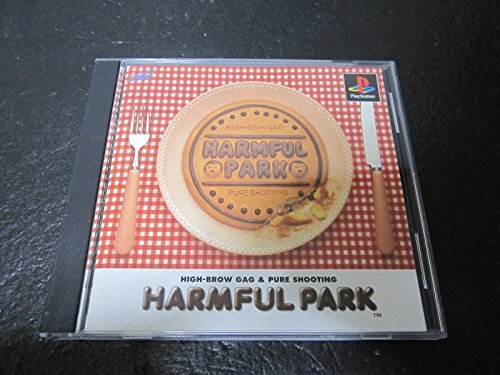 PlayStation
HIGH-BROW GAG
HARMFUL
PARK
PURE SHOOTING
HIGH-BROW GAG & PURE SHOOTING
HARMFUL PARK
TM